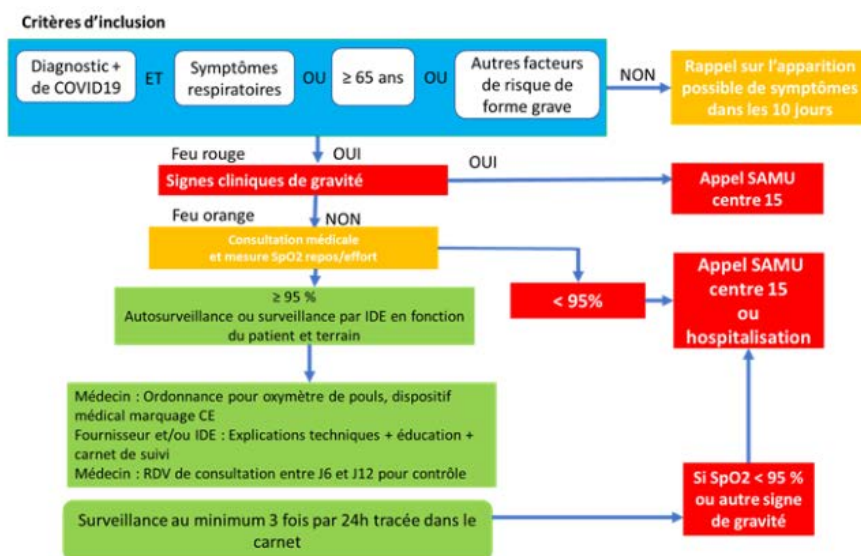 Critères d'inclusion
Diagnostic +
de COVID19
ET
Symptômes
respiratoires
OU
≥ 65 ans
OU
Autres facteurs
de risque de
forme grave
NON
Rappel sur l'apparition
possible de symptômes
dans les 10 jours
Feu rouge
OUI
Signes cliniques de gravité
OUI
Appel SAMU
centre 15
Feu orange
NON
Consultation médicale
et mesure SpO2 repos/effort
≥ 95 %
Autosurveillance ou surveillance par IDE en fonction
du patient et terrain
< 95%
Appel SAMU
centre 15
ou
hospitalisation
Médecin : Ordonnance pour oxymètre de pouls, dispositif
médical marquage CE
Fournisseur et/ou IDE : Explications techniques + éducation +
carnet de suivi
Médecin : RDV de consultation entre J6 et J12 pour contrôle
Surveillance au minimum 3 fois par 24h tracée dans le
carnet
Si SpO2 < 95 %
ou autre signe
de gravité